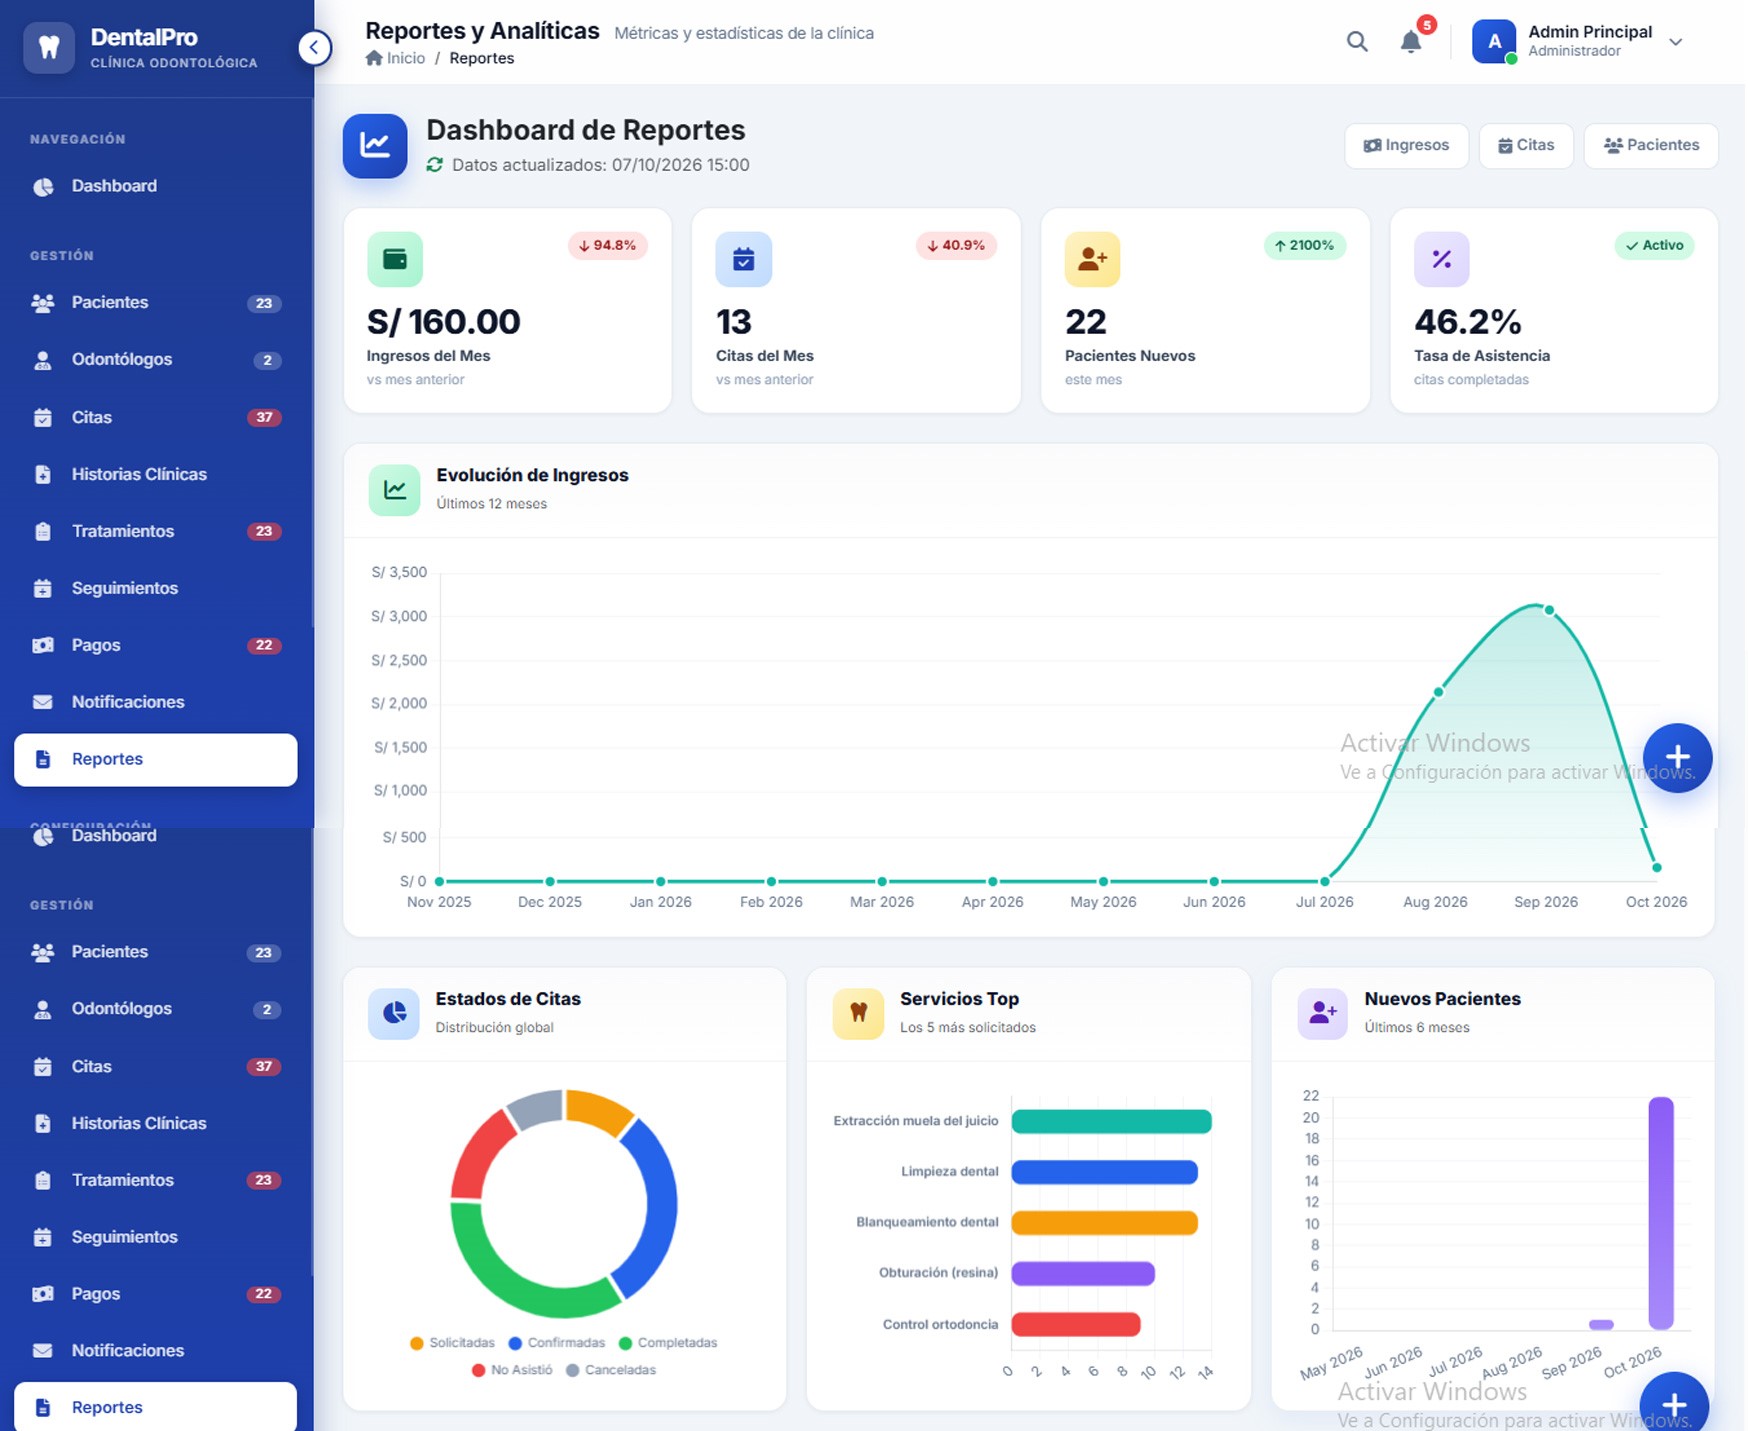 DentalPro
CLÍNICA ODONTOLÓGICA
NAVEGACIÓN
Dashboard
GESTIÓN
Pacientes 23
Odontólogos 2
Citas 37
Historias Clínicas
Tratamientos 23
Seguimientos
Pagos 22
Notificaciones
Reportes
CONFIGURACIÓN
Dashboard
GESTIÓN
Pacientes 23
Odontólogos 2
Citas 37
Historias Clínicas
Tratamientos 23
Seguimientos
Pagos 22
Notificaciones
Reportes
Reportes y Analíticas Métricas y estadísticas de la clínica
Inicio / Reportes
5
A
Admin Principal
Administrador
Dashboard de Reportes
Datos actualizados: 07/10/2026 15:00
Ingresos
Citas
Pacientes
94.8%
S/ 160.00
Ingresos del Mes
vs mes anterior
40.9%
13
Citas del Mes
vs mes anterior
2100%
22
Pacientes Nuevos
este mes
Activo
46.2%
Tasa de Asistencia
citas completadas
Evolución de Ingresos
Últimos 12 meses
S/ 3,500
S/ 3,000
S/ 2,500
S/ 2,000
S/ 1,500
S/ 1,000
S/ 500
S/ 0
Nov 2025 Dec 2025 Jan 2026 Feb 2026 Mar 2026 Apr 2026 May 2026 Jun 2026 Jul 2026 Aug 2026 Sep 2026 Oct 2026
Activar Windows
Ve a Configuración para activar Windows.
Estados de Citas
Distribución global
Solicitadas Confirmadas Completadas
No Asistió Canceladas
Servicios Top
Los 5 más solicitados
Extracción muela del juicio
Limpieza dental
Blanqueamiento dental
Obturación (resina)
Control ortodoncia
0 2 4 6 8 10 12 14
Nuevos Pacientes
Últimos 6 meses
22
20
18
16
14
12
10
8
6
4
2
0
May 2026 Jun 2026 Jul 2026 Aug 2026 Sep 2026 Oct 2026
Activar Windows
Ve a Configuración para activar Windows.